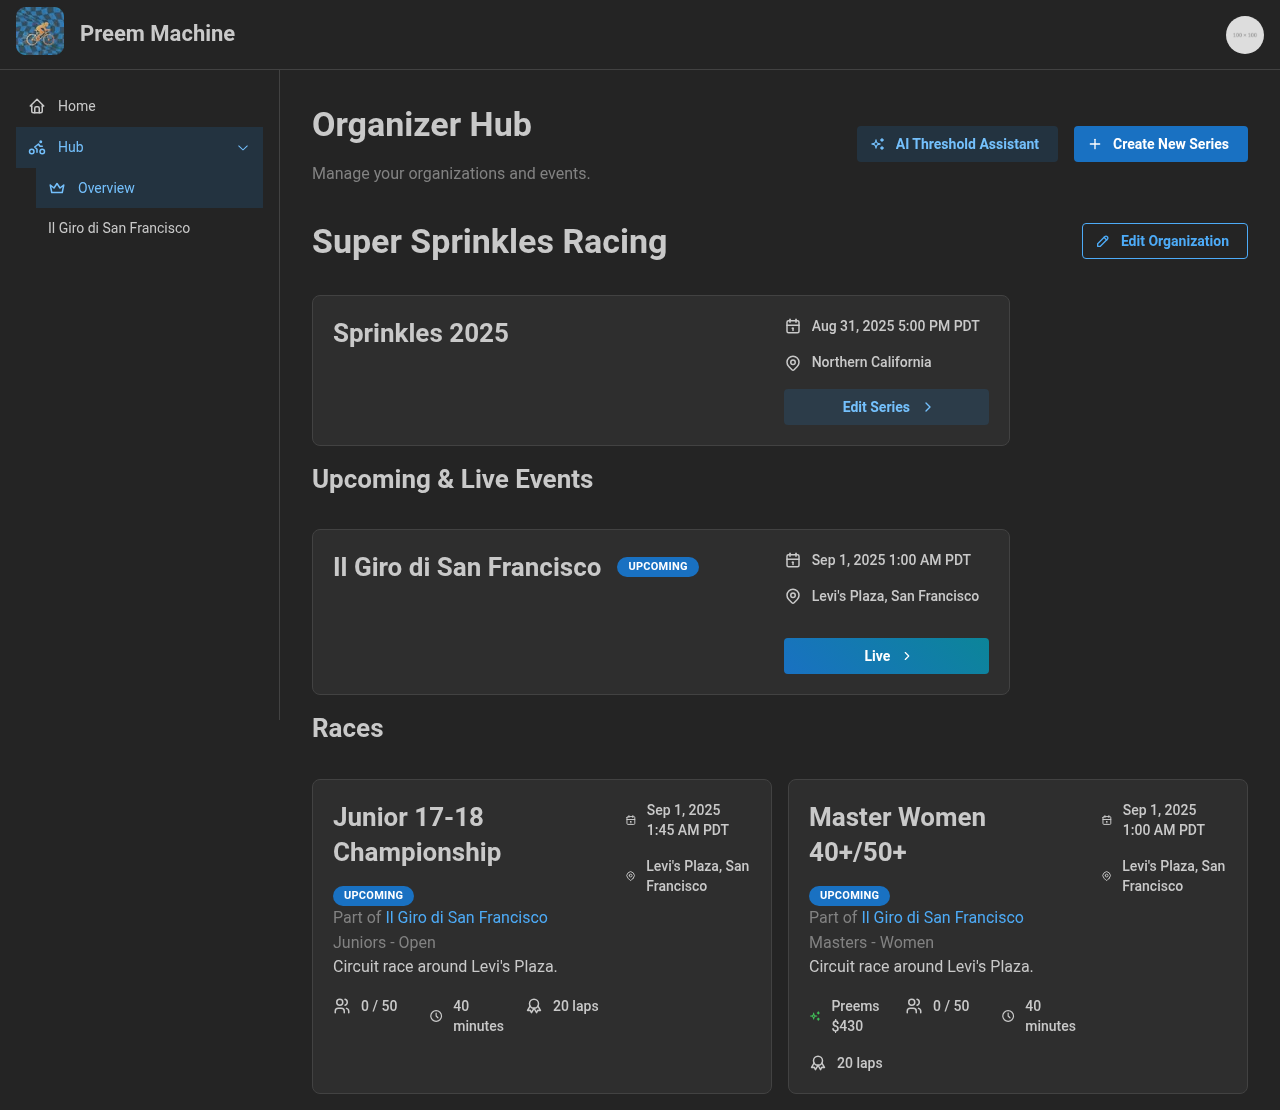 Preem Machine
100 × 100
Home
Hub
Overview
Il Giro di San Francisco
Organizer Hub
Manage your organizations and events.
AI Threshold Assistant
Create New Series
Super Sprinkles Racing
Edit Organization
Sprinkles 2025
Aug 31, 2025 5:00 PM PDT
Northern California
Edit Series
Upcoming & Live Events
Il Giro di San Francisco
UPCOMING
Sep 1, 2025 1:00 AM PDT
Levi's Plaza, San Francisco
Live
Races
Junior 17-18
Championship
UPCOMING
Part of Il Giro di San Francisco
Juniors - Open
Circuit race around Levi's Plaza.
Sep 1, 2025
1:45 AM PDT
Levi's Plaza, San
Francisco
0 / 50
40
minutes
20 laps
Master Women
40+/50+
UPCOMING
Part of Il Giro di San Francisco
Masters - Women
Circuit race around Levi's Plaza.
Sep 1, 2025
1:00 AM PDT
Levi's Plaza, San
Francisco
Preems
$430
0 / 50
40
minutes
20 laps